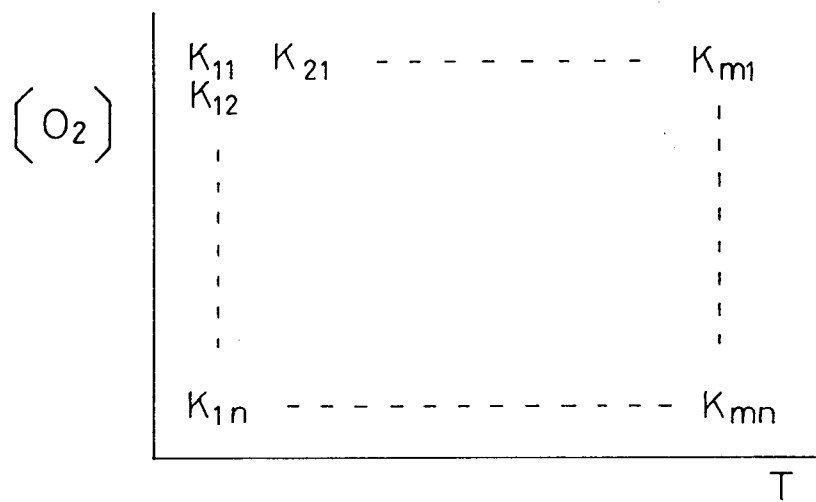 K11 K21 - - - - - - - - Km1
K12
(O2)
K1n - - - - - - - - - - - - Kmn
T